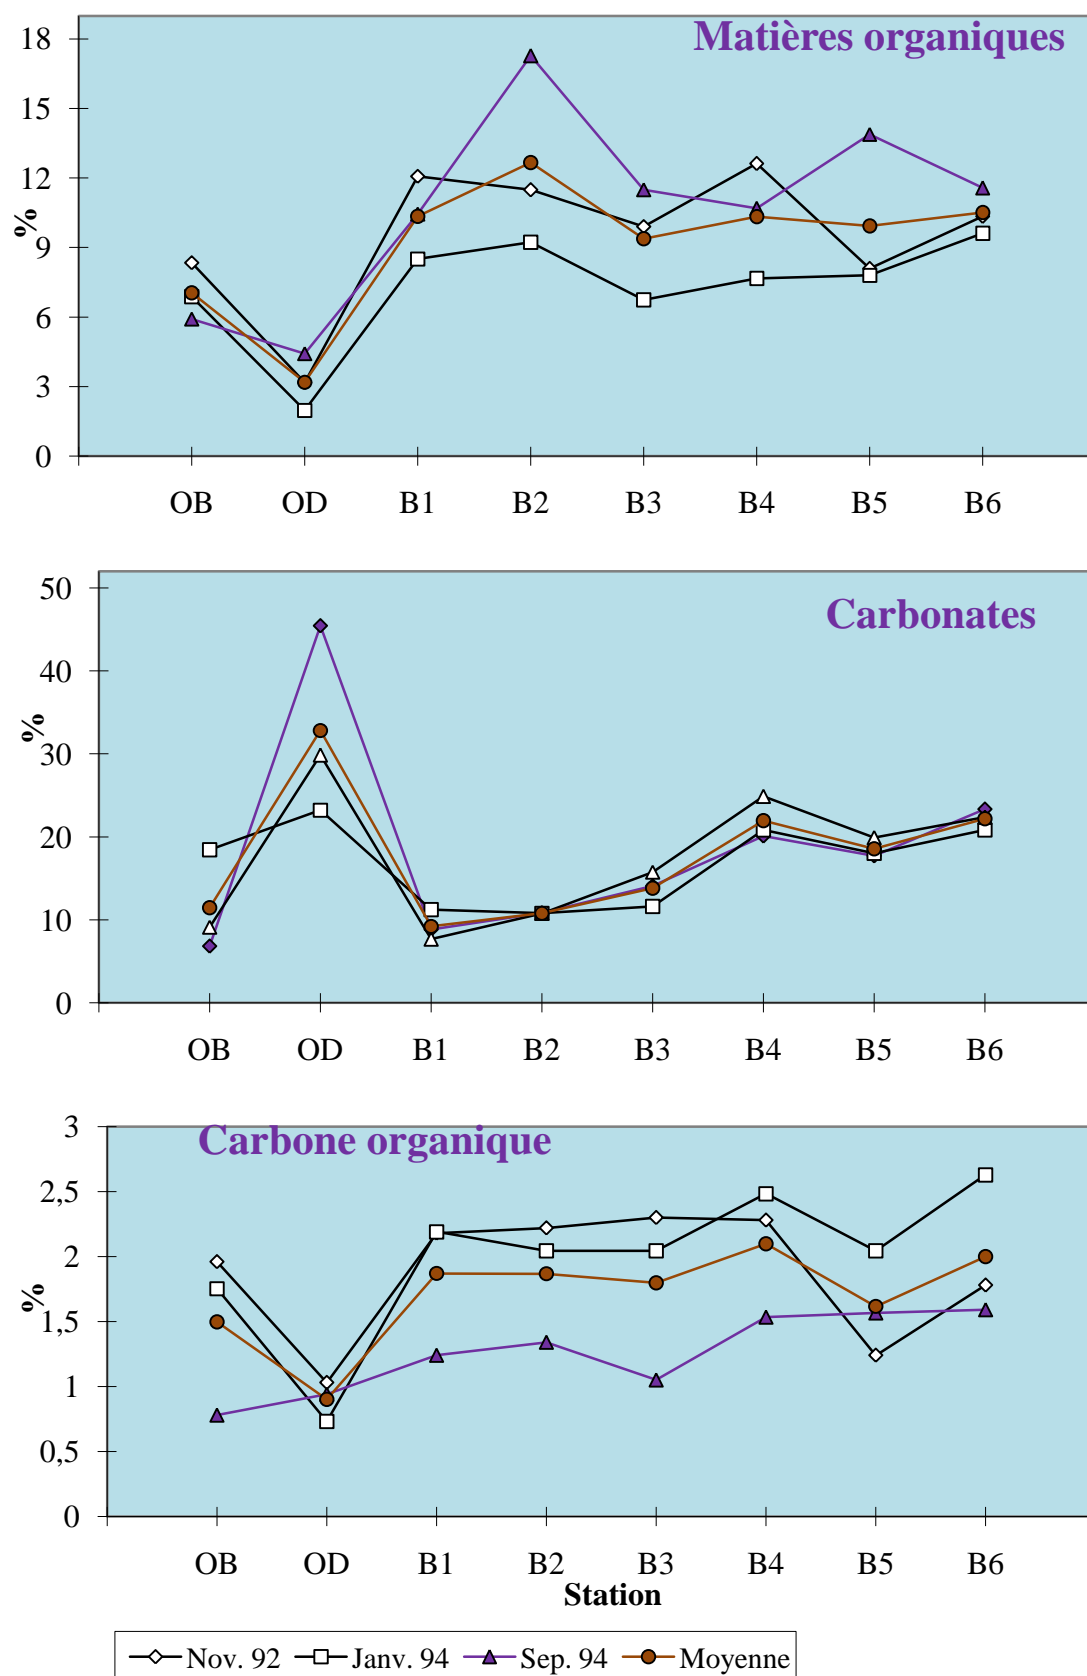 Matières organiques
18
15
12
9
6
3
0
%
OB OD B1 B2 B3 B4 B5 B6
Carbonates
50
40
30
20
10
0
%
OB OD B1 B2 B3 B4 B5 B6
Carbone organique
3
2,5
2
1,5
1
0,5
0
%
OB OD B1 B2 B3 B4 B5 B6
Station
Nov. 92 Janv. 94 Sep. 94 Moyenne